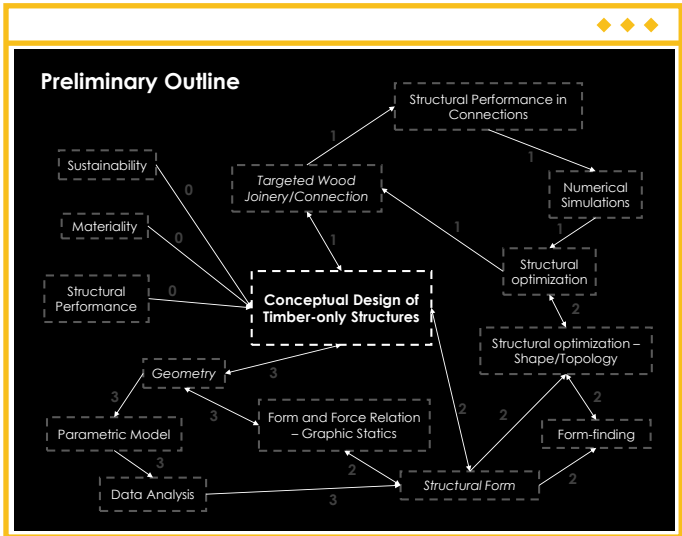 Preliminary Outline
Structural Performance in
Connections
1
1
Sustainability
0
Targeted Wood
Joinery/Connection
Numerical
Simulations
Materiality
0
1
1
1
Structural
Performance
0
Conceptual Design of
Timber-only Structures
Structural
optimization
2
Structural optimization –
Shape/Topology
Geometry
3
3
3
Form and Force Relation
– Graphic Statics
2
2
2
Parametric Model
Form-finding
3
2
2
Data Analysis
3
Structural Form